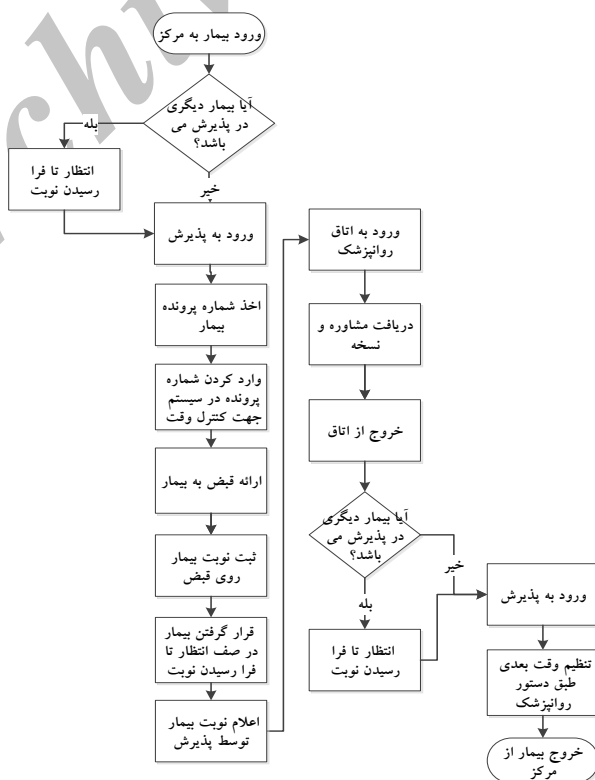 ورود بیمار به مرکز
آیا بیمار دیگری
در پذیرش می
باشد؟
بله
انتظار تا فرا
رسیدن نوبت
خیر
ورود به پذیرش
اخذ شماره پرونده
بیمار
وارد کردن شماره
پرونده در سیستم
جهت کنترل وقت
ارائه قبض به بیمار
ثبت نوبت بیمار
روی قبض
قرار گرفتن بیمار
در صف انتظار تا
فرا رسیدن نوبت
اعلام نوبت بیمار
توسط پذیرش
ورود به اتاق
روانپزشک
دریافت مشاوره و
نسخه
خروج از اتاق
آیا بیمار دیگری
در پذیرش می
باشد؟
خیر
بله
انتظار تا فرا
رسیدن نوبت
ورود به پذیرش
تنظیم وقت بعدی
طبق دستور
روانپزشک
خروج بیمار از
مرکز